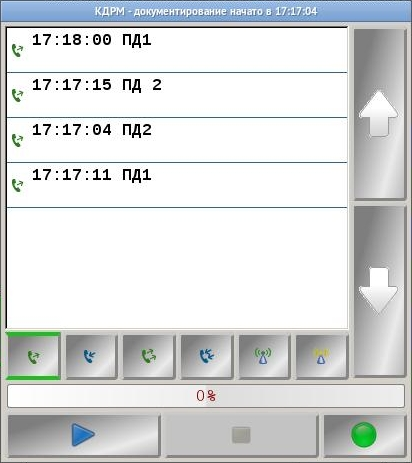 КДРМ - документирование начато в 17:17:04
17:18:00 ПД1
17:17:15 ПД 2
17:17:04 ПД2
17:17:11 ПД1
0%